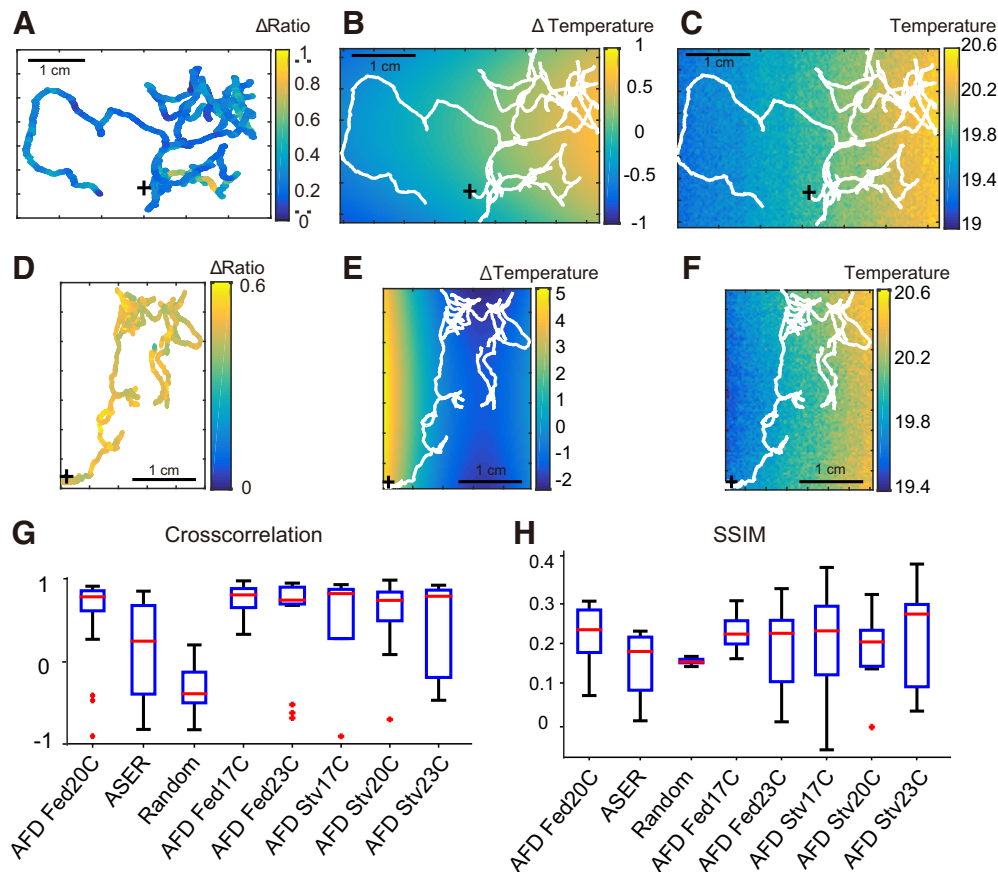 A
ΔRatio
1 cm
1
0.8
0.6
0.4
0.2
0
B
Δ Temperature
1 cm
1
0.5
0
-0.5
-1
C
Temperature
1 cm
20.6
20.2
19.8
19.4
19
D
ΔRatio
0.6
0
1 cm
E
ΔTemperature
5
4
3
2
1
0
-1
-2
1 cm
F
Temperature
20.6
20.2
19.8
19.4
1 cm
G
Crosscorrelation
1
0
-1
AFD Fed20C
ASER
Random
AFD Fed17C
AFD Fed23C
AFD Stv17C
AFD Stv20C
AFD Stv23C
H
SSIM
0.4
0.3
0.2
0.1
0
AFD Fed20C
ASER
Random
AFD Fed17C
AFD Fed23C
AFD Stv17C
AFD Stv20C
AFD Stv23C